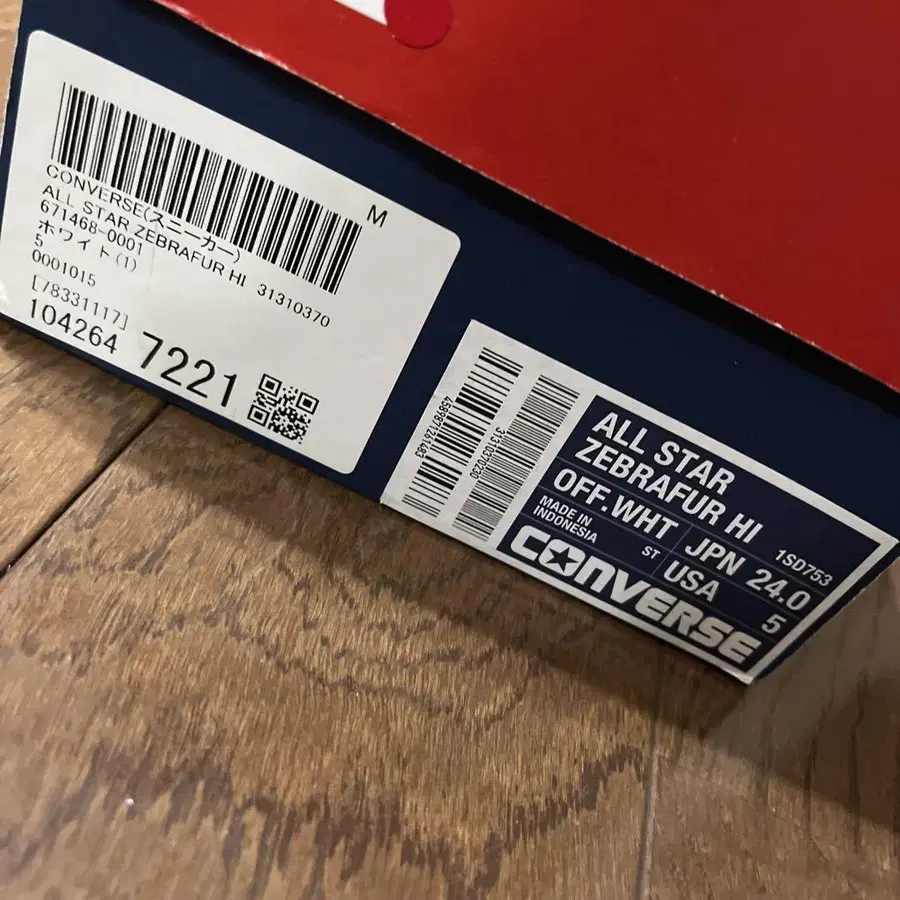 M
CONVERSE(スニーカー)
ALL STAR ZEBRAFUR HI 31310370
671468-0001
ホワイト(1)
5
0001015
[78331117]
104264 7221
4589871261483
31310370230
ALL STAR
ZEBRAFUR HI
1SD753
OFF.WHT
JPN 24.0
MADE IN
INDONESIA
ST
USA 5
CONVERSE